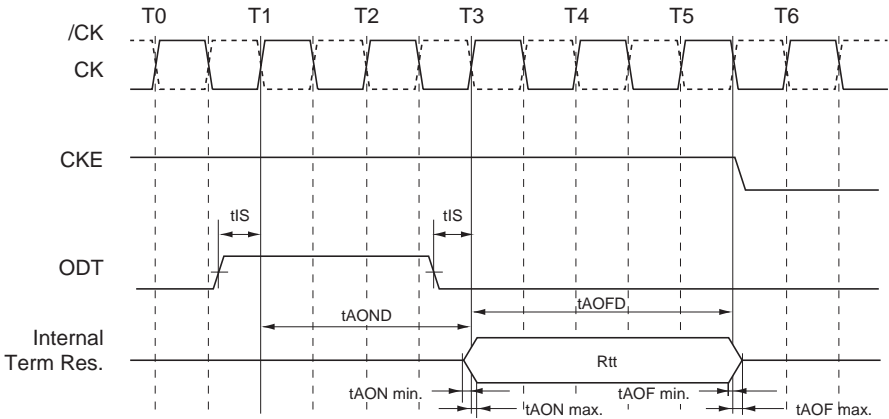 T0 T1 T2 T3 T4 T5 T6
/CK
CK
CKE
tIS tIS
ODT
tAOND tAOFD
Internal
Term Res.
Rtt
tAON min. tAOF min.
tAON max. tAOF max.